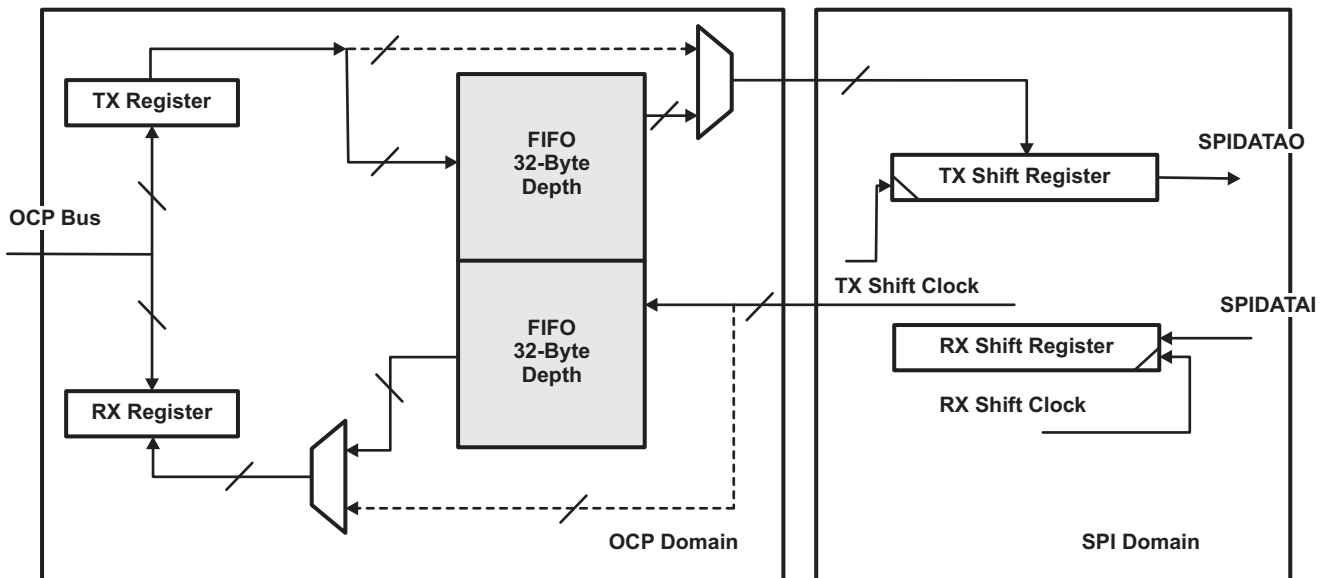 TX Register
FIFO
32-Byte
Depth
SPIDATAO
TX Shift Register
OCP Bus
TX Shift Clock
SPIDATAI
FIFO
32-Byte
Depth
RX Shift Register
RX Register
RX Shift Clock
OCP Domain
SPI Domain